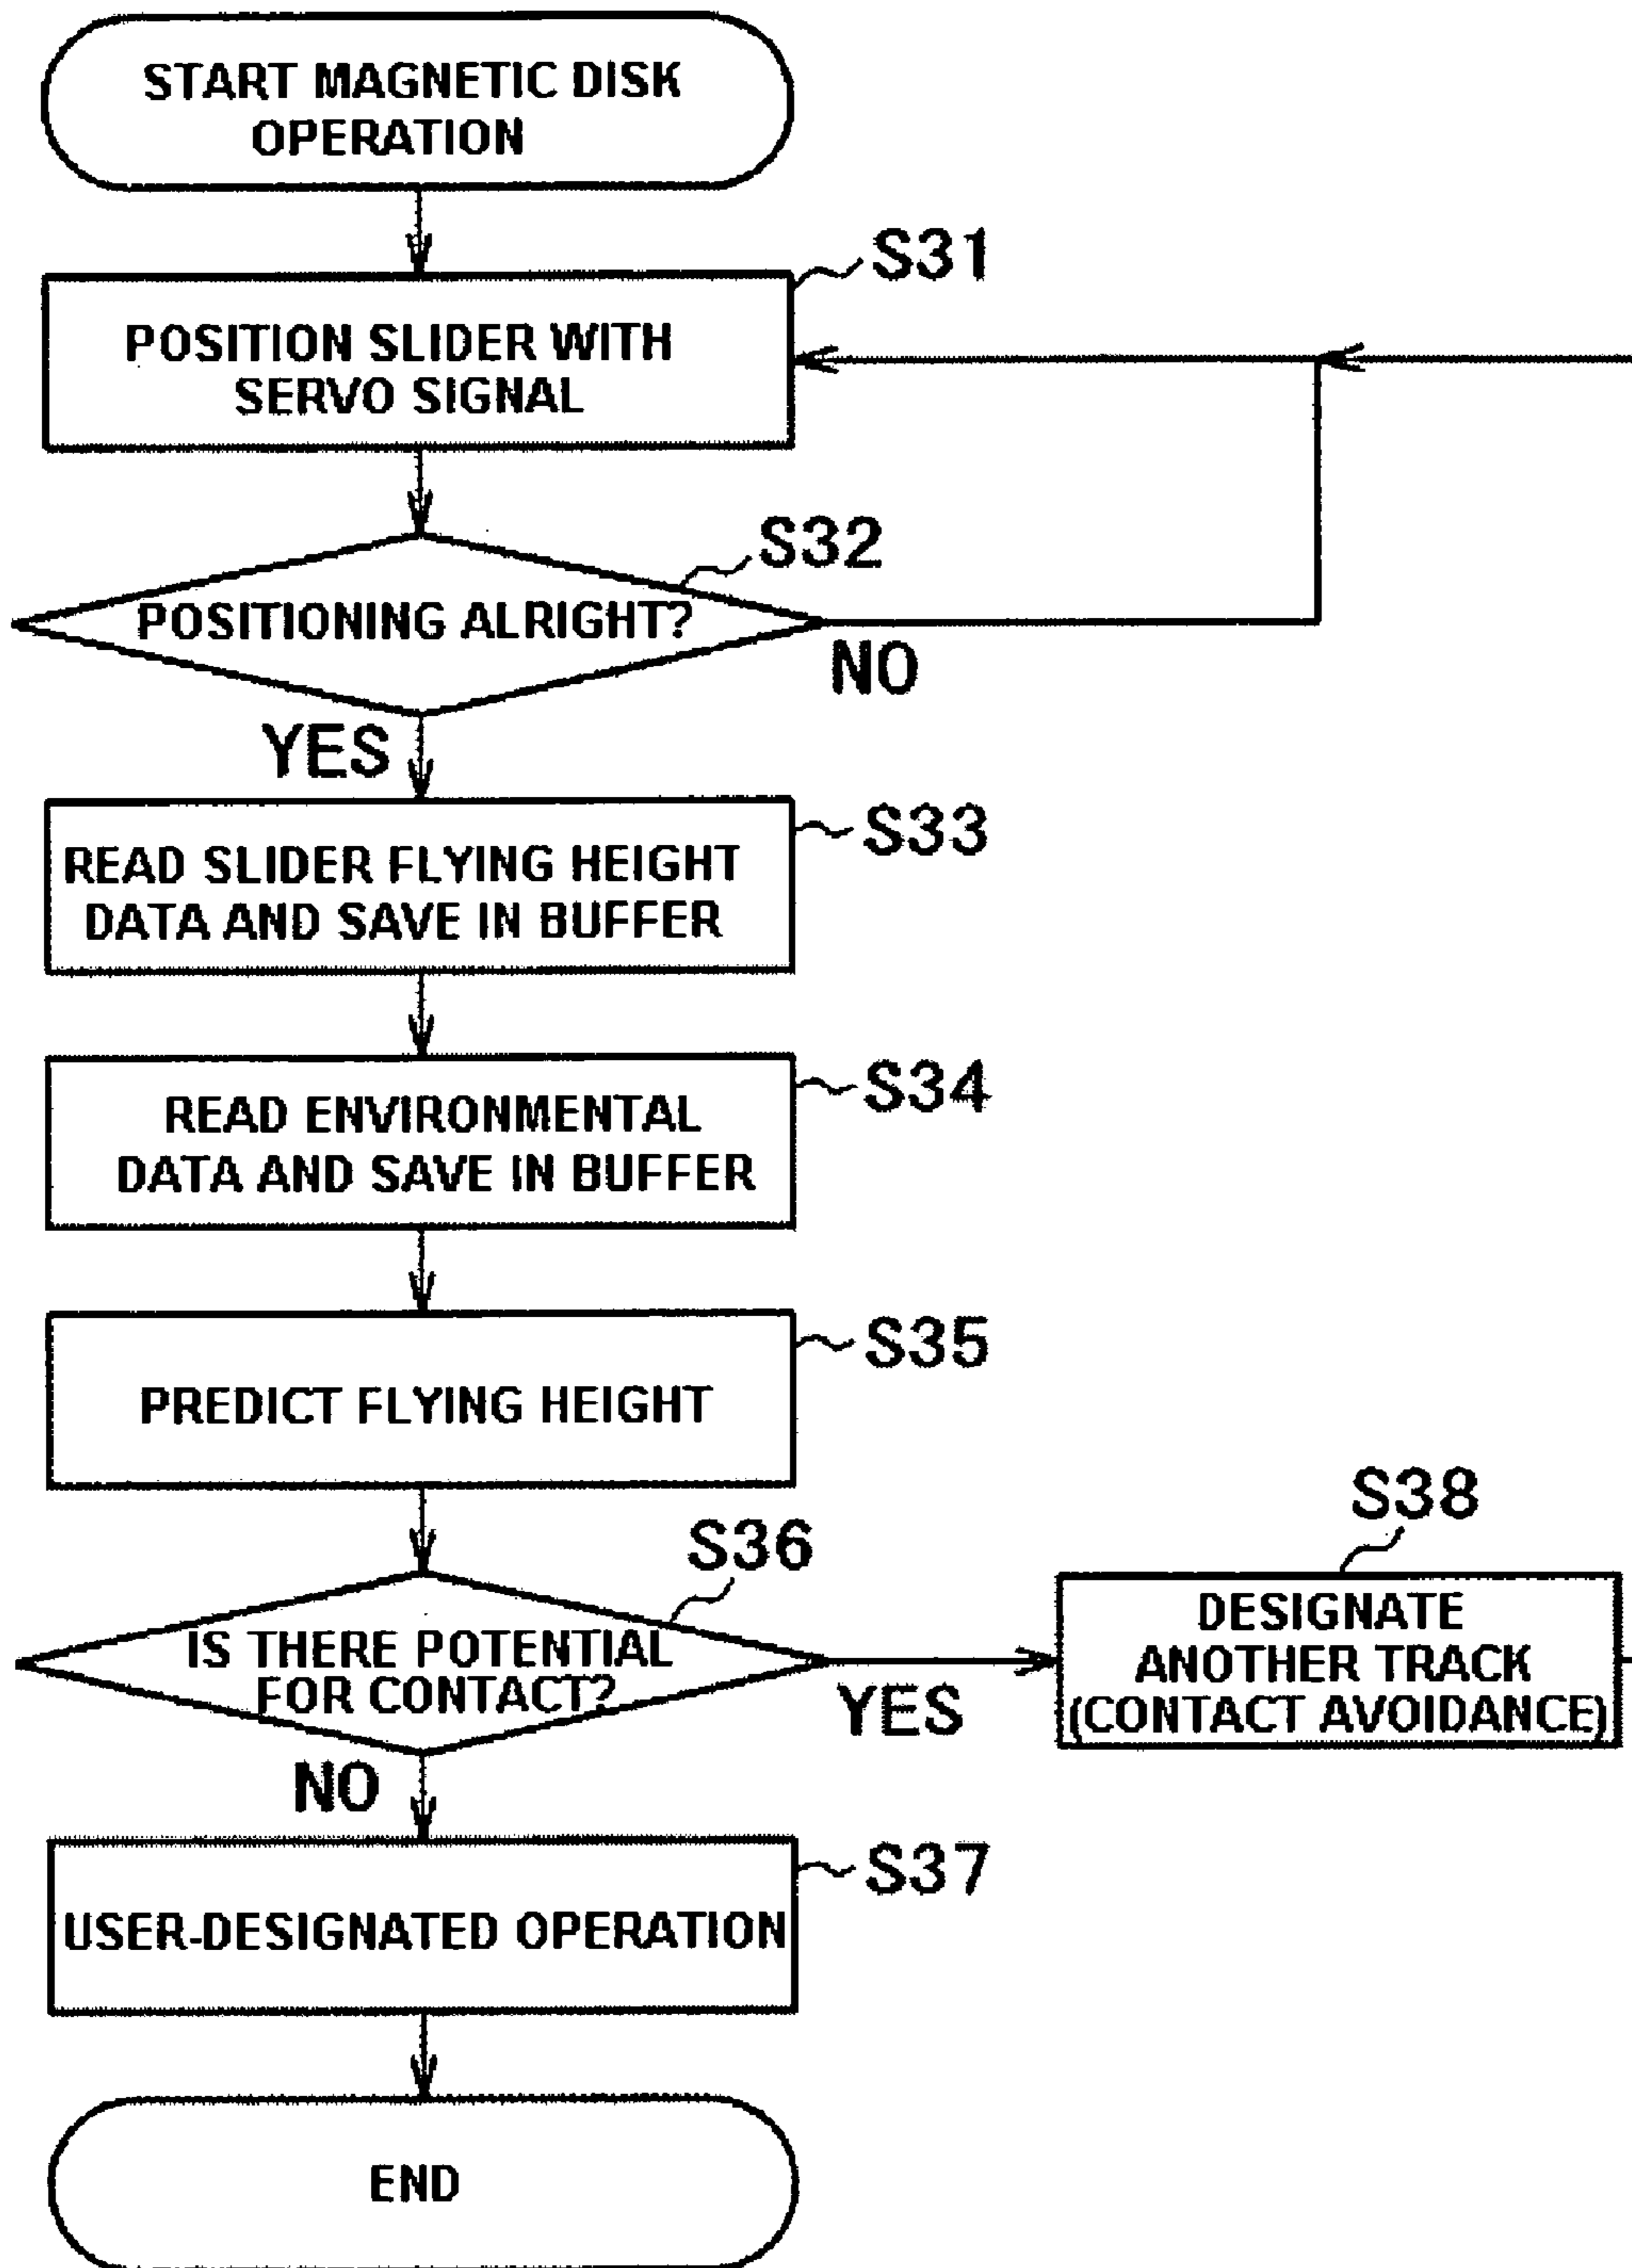 START MAGNETIC DISK
OPERATION
S31
POSITION SLIDER WITH
SERVO SIGNAL
S32
POSITIONING ALRIGHT?
NO
YES
S33
READ SLIDER FLYING HEIGHT
DATA AND SAVE IN BUFFER
S34
READ ENVIRONMENTAL
DATA AND SAVE IN BUFFER
S35
PREDICT FLYING HEIGHT
S36
IS THERE POTENTIAL
FOR CONTACT?
YES
S38
DESIGNATE
ANOTHER TRACK
(CONTACT AVOIDANCE)
NO
S37
USER-DESIGNATED OPERATION
END